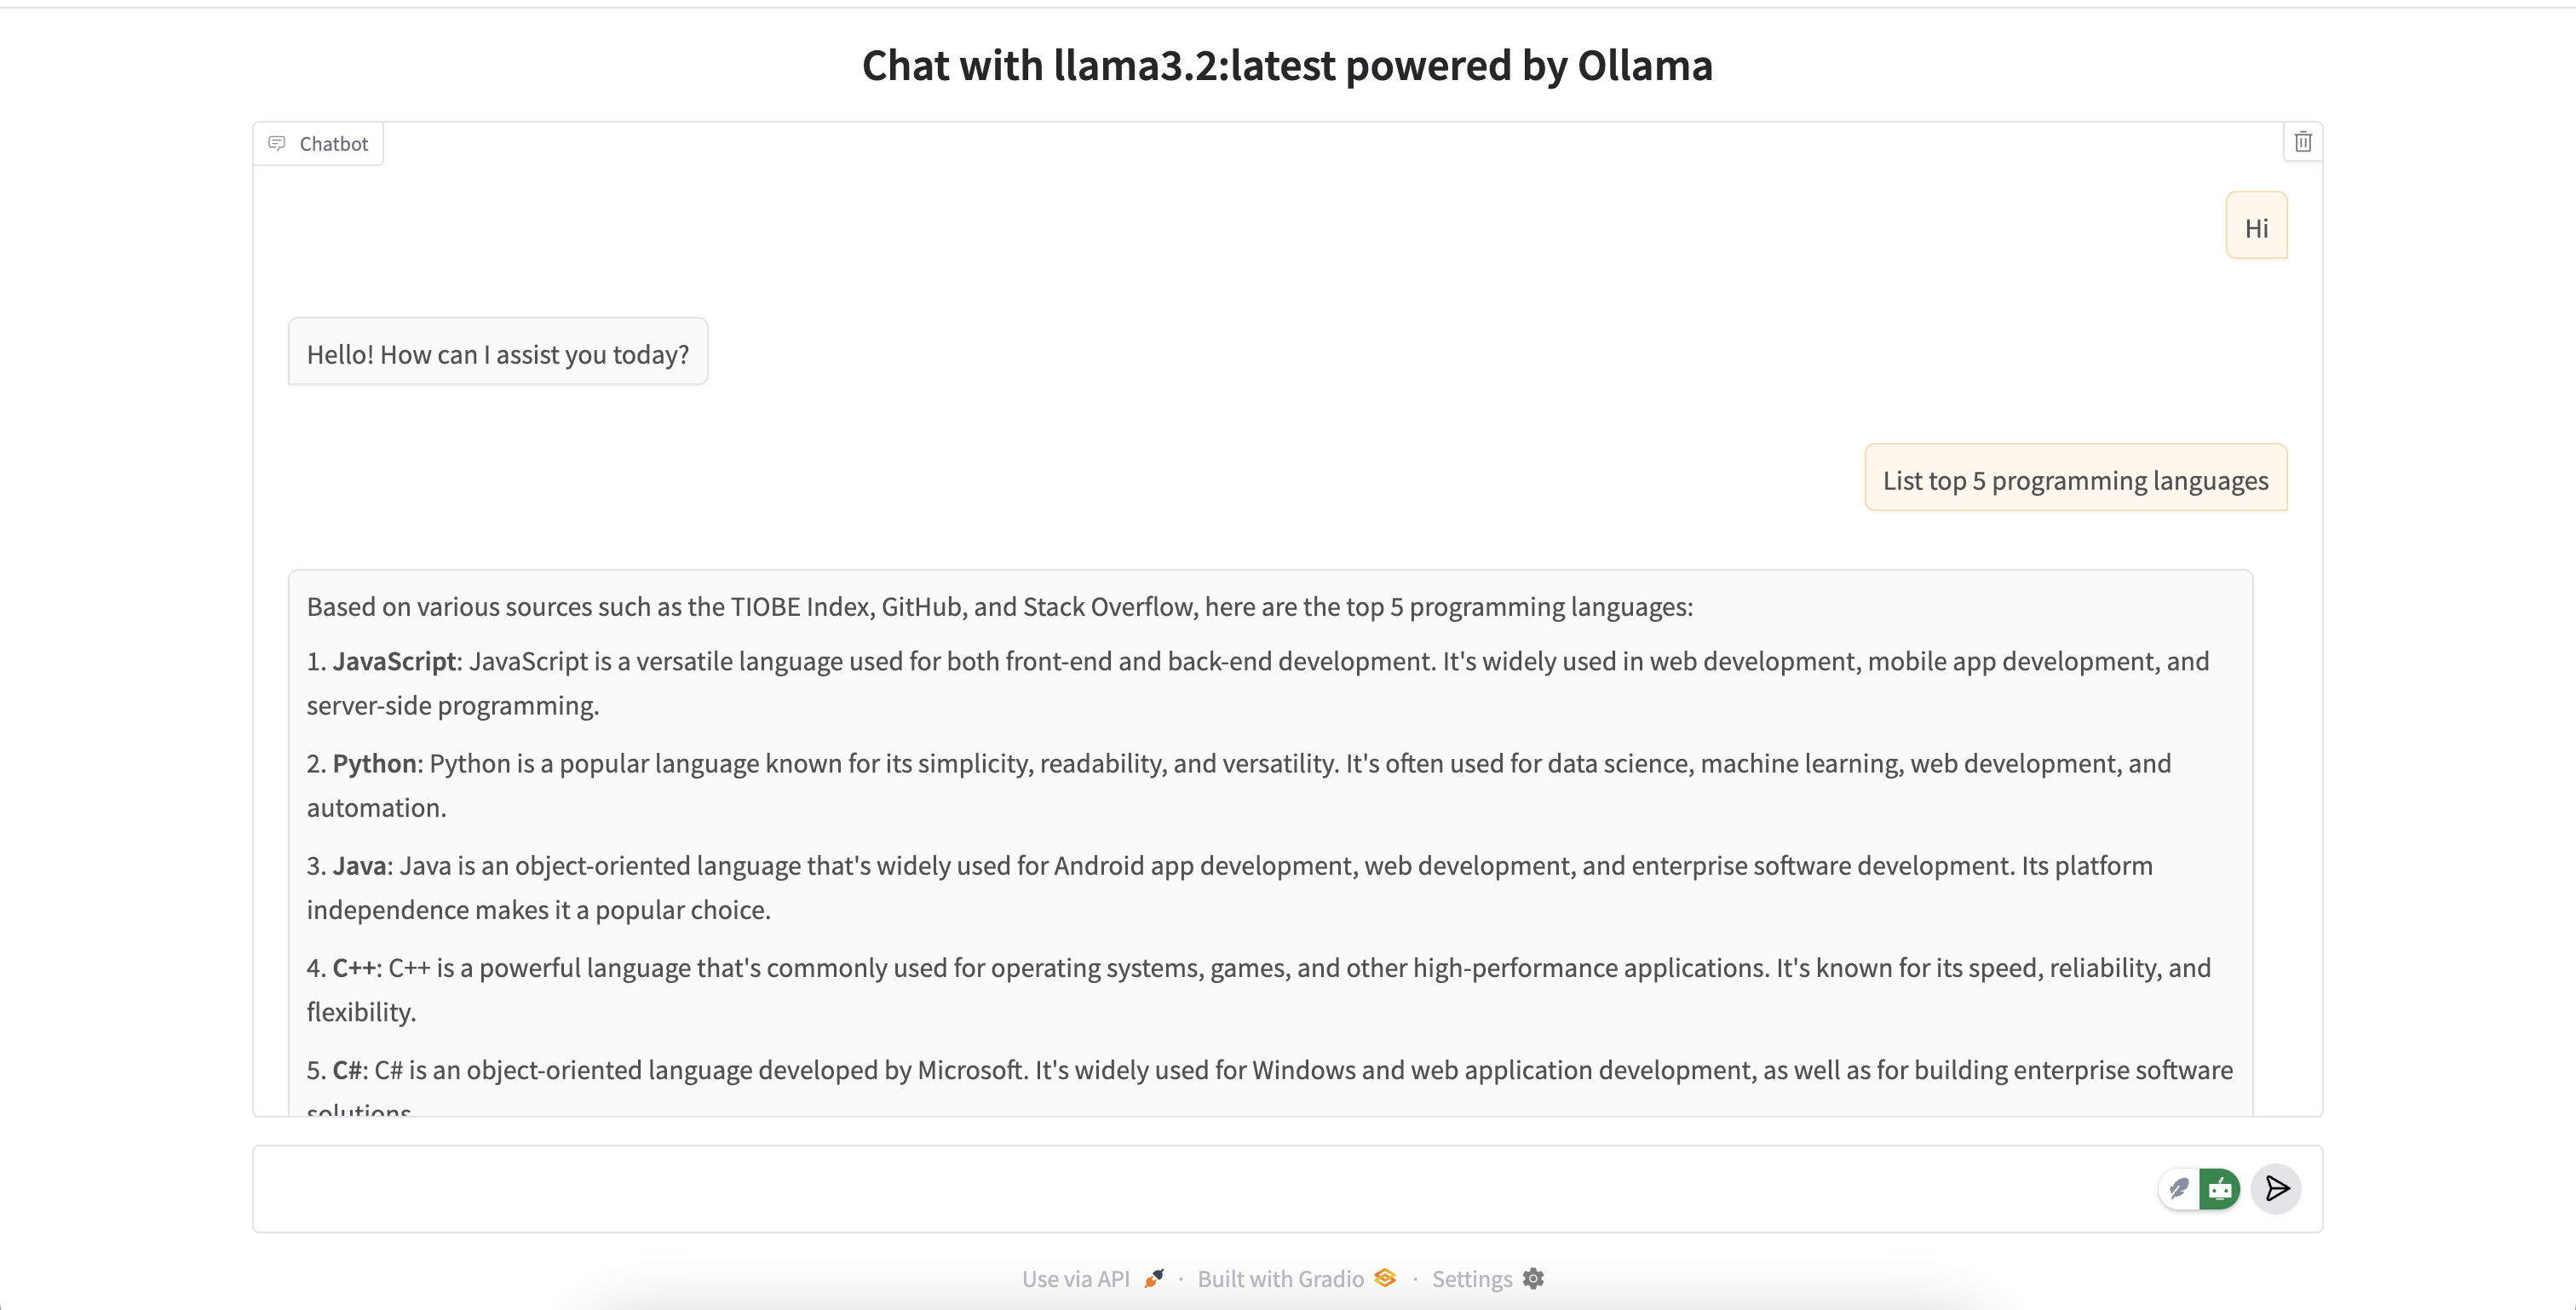 Chat with llama3.2:latest powered by Ollama
Chatbot
Hi
Hello! How can I assist you today?
List top 5 programming languages
Based on various sources such as the TIOBE Index, GitHub, and Stack Overflow, here are the top 5 programming languages:
1. JavaScript: JavaScript is a versatile language used for both front-end and back-end development. It's widely used in web development, mobile app development, and
server-side programming.
2. Python: Python is a popular language known for its simplicity, readability, and versatility. It's often used for data science, machine learning, web development, and
automation.
3. Java: Java is an object-oriented language that's widely used for Android app development, web development, and enterprise software development. Its platform
independence makes it a popular choice.
4. C++: C++ is a powerful language that's commonly used for operating systems, games, and other high-performance applications. It's known for its speed, reliability, and
flexibility.
5. C#: C# is an object-oriented language developed by Microsoft. It's widely used for Windows and web application development, as well as for building enterprise software
solutions
Use via API · Built with Gradio · Settings